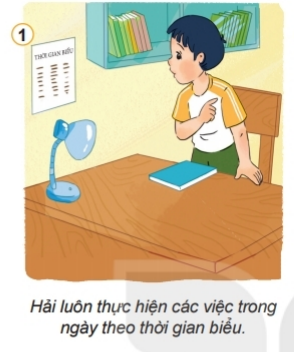 1
THỜI GIAN BIỂU
Hải luôn thực hiện các việc trong
ngày theo thời gian biểu.